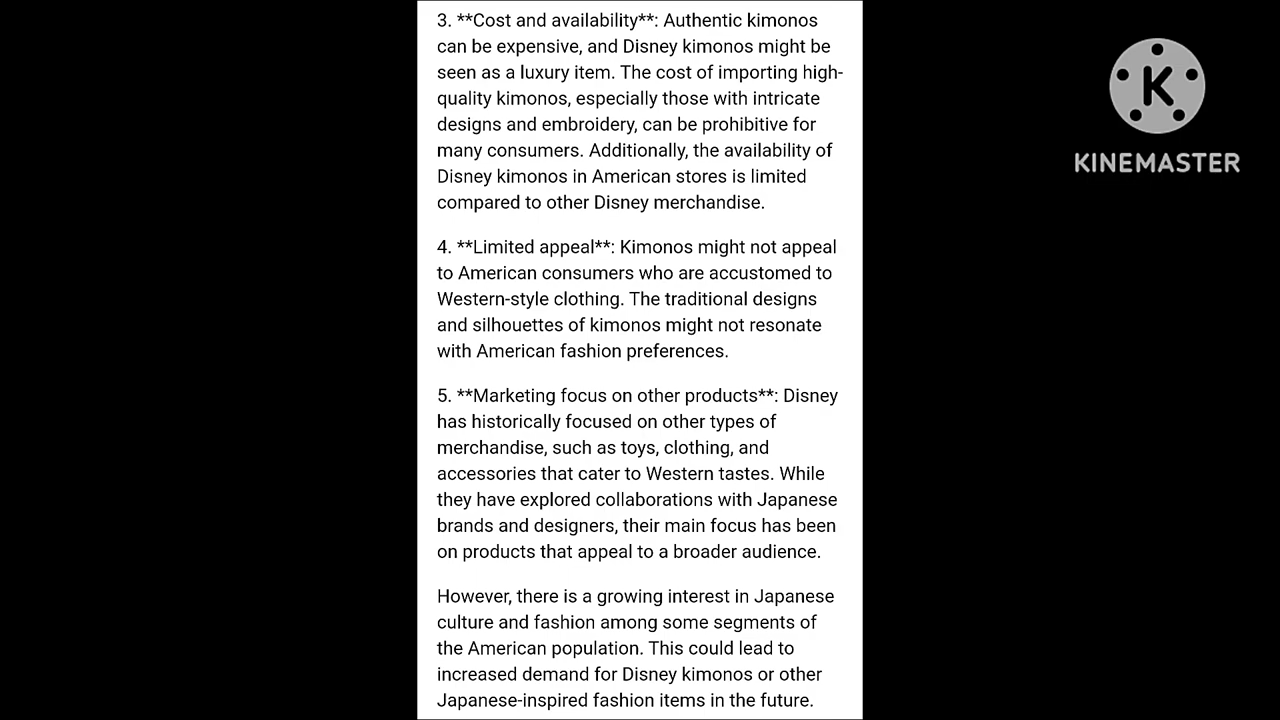 3. **Cost and availability**: Authentic kimonos
can be expensive, and Disney kimonos might be
seen as a luxury item. The cost of importing high-
quality kimonos, especially those with intricate
designs and embroidery, can be prohibitive for
many consumers. Additionally, the availability of
Disney kimonos in American stores is limited
compared to other Disney merchandise.
4. **Limited appeal**: Kimonos might not appeal
to American consumers who are accustomed to
Western-style clothing. The traditional designs
and silhouettes of kimonos might not resonate
with American fashion preferences.
5. **Marketing focus on other products**: Disney
has historically focused on other types of
merchandise, such as toys, clothing, and
accessories that cater to Western tastes. While
they have explored collaborations with Japanese
brands and designers, their main focus has been
on products that appeal to a broader audience.
However, there is a growing interest in Japanese
culture and fashion among some segments of
the American population. This could lead to
increased demand for Disney kimonos or other
Japanese-inspired fashion items in the future.
K
KINEMASTER